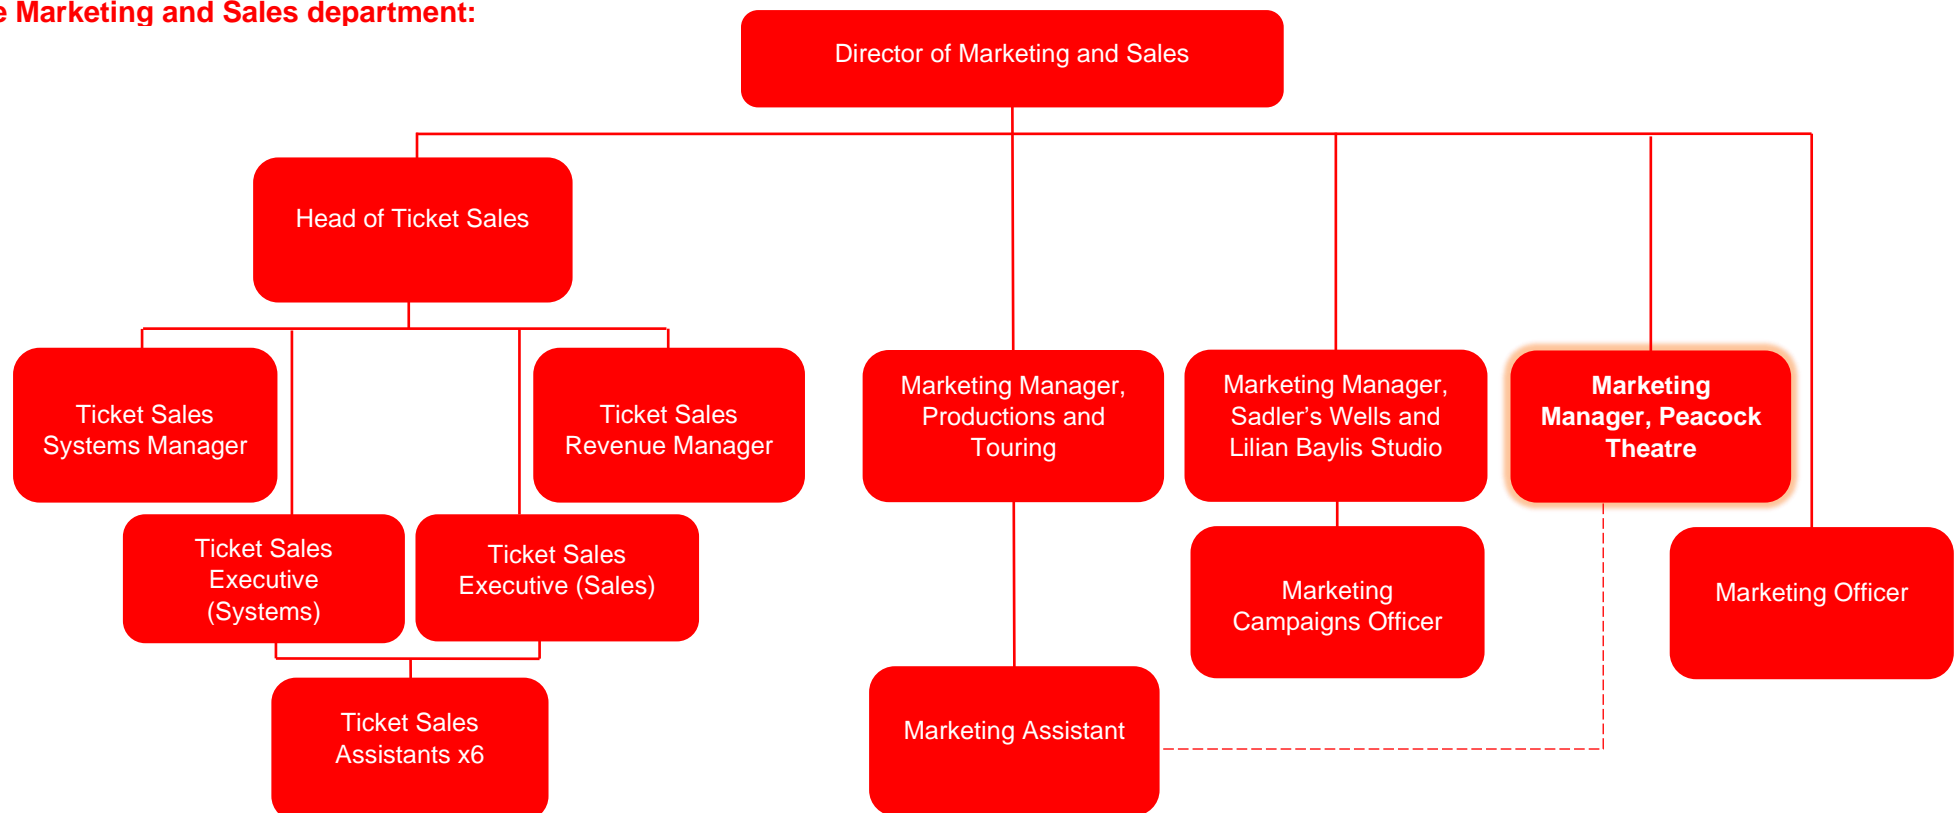 e Marketing and Sales department:
Director of Marketing and Sales
Head of Ticket Sales
Ticket Sales
Systems Manager
Ticket Sales
Revenue Manager
Marketing Manager,
Productions and
Touring
Marketing Manager,
Sadler’s Wells and
Lilian Baylis Studio
Marketing
Manager, Peacock
Theatre
Ticket Sales
Executive
(Systems)
Ticket Sales
Executive (Sales)
Marketing
Campaigns Officer
Marketing Officer
Ticket Sales
Assistants x6
Marketing Assistant